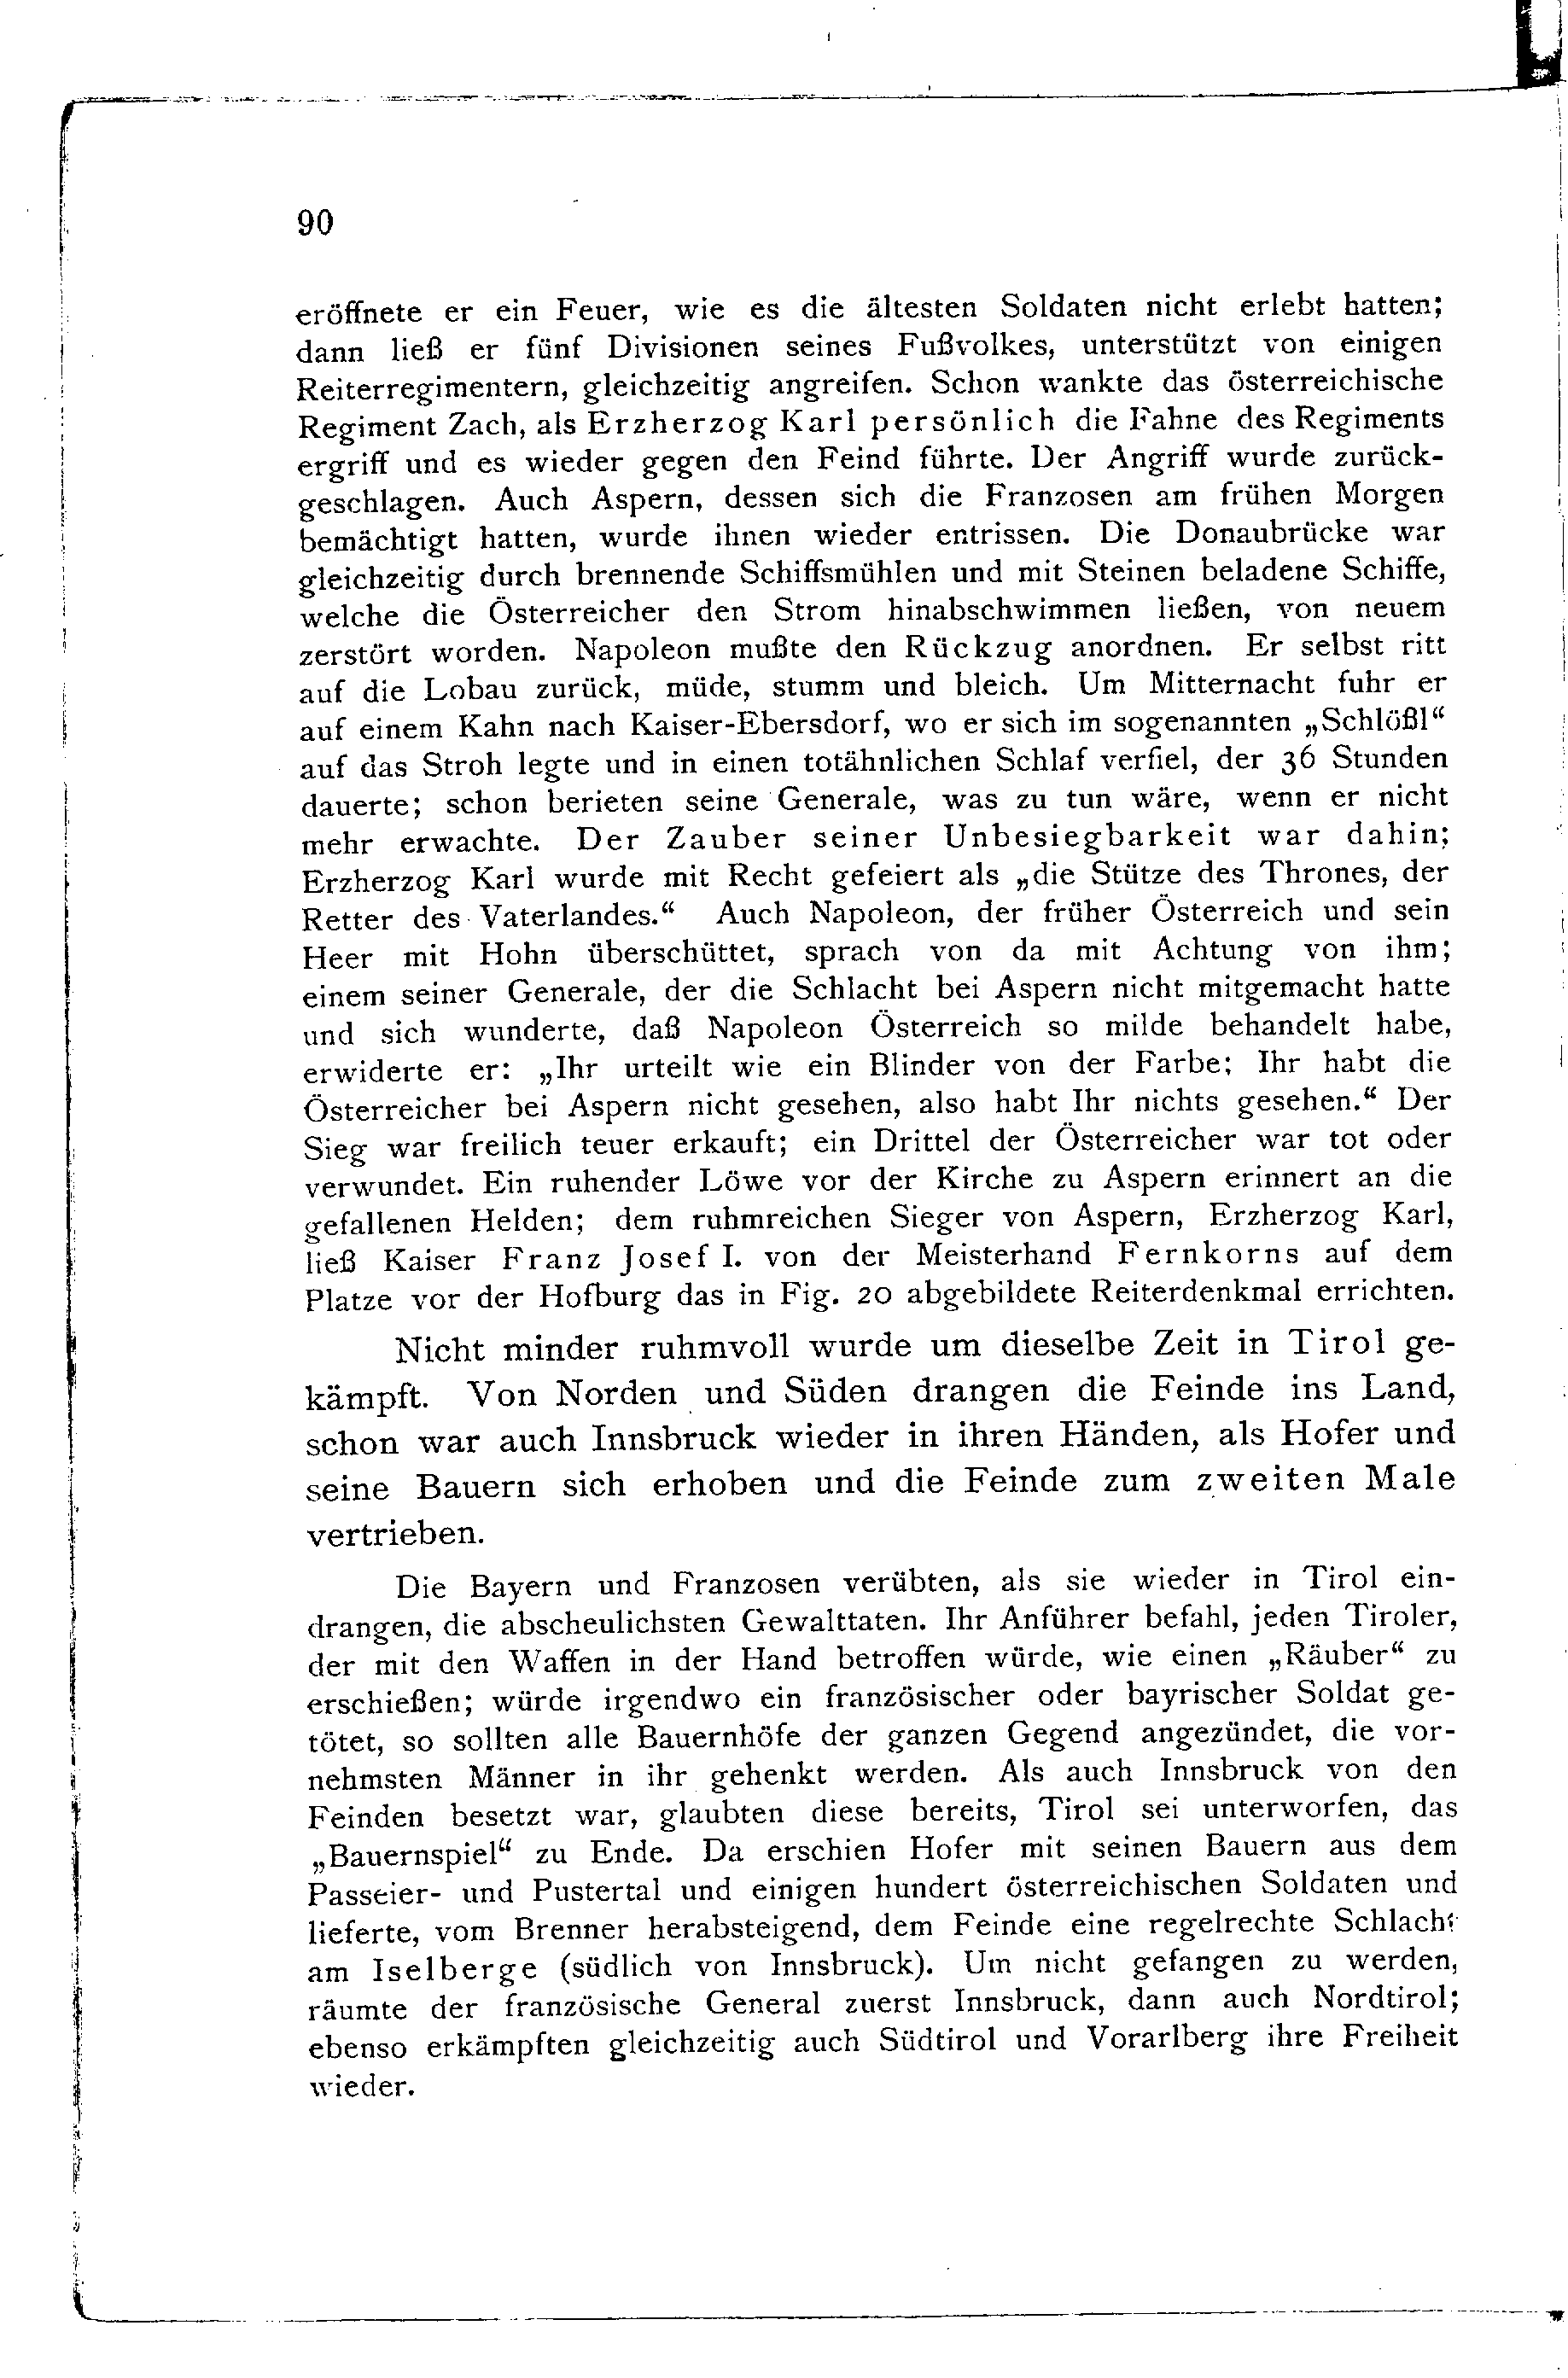 90
eröffnete er ein Feuer, wie es die ältesten Soldaten nicht erlebt hatten;
dann ließ er fünf Divisionen seines Fußvolkes, unterstützt von einigen
Reiterregimentern, gleichzeitig angreifen. Schon wankte das österreichische
Regiment Zach, als Erzherzog Karl persönlich die Fahne des Regiments
ergriff und es wieder gegen den Feind führte. Der Angriff wurde zurück-
geschlagen. Auch Aspern, dessen sich die Franzosen am frühen Morgen
bemächtigt hatten, wurde ihnen wieder entrissen. Die Donaubrücke war
gleichzeitig durch brennende Schiffsmühlen und mit Steinen beladene Schiffe,
welche die Österreicher den Strom hinabschwimmen ließen, von neuem
zerstört worden. Napoleon mußte den Rückzug anordnen. Er selbst ritt
auf die Lobau zurück, müde, stumm und bleich. Um Mitternacht fuhr er
auf einem Kahn nach Kaiser-Ebersdorf, wo er sich im sogenannten „Schlößl“
auf das Stroh legte und in einen totähnlichen Schlaf verfiel, der 36 Stunden
dauerte; schon berieten seine Generale, was zu tun wäre, wenn er nicht
mehr erwachte. Der Zauber seiner Unbesiegbarkeit war dahin;
Erzherzog Karl wurde mit Recht gefeiert als „die Stütze des Thrones, der
Retter des Vaterlandes.“ Auch Napoleon, der früher Österreich und sein
Heer mit Hohn überschüttet, sprach von da mit Achtung von ihm;
einem seiner Generale, der die Schlacht bei Aspern nicht mitgemacht hatte
und sich wunderte, daß Napoleon Österreich so milde behandelt habe,
erwiderte er: „Ihr urteilt wie ein Blinder von der Farbe; Ihr habt die
Österreicher bei Aspern nicht gesehen, also habt Ihr nichts gesehen.“ Der
Sieg war freilich teuer erkauft; ein Drittel der Österreicher war tot oder
verwundet. Ein ruhender Löwe vor der Kirche zu Aspern erinnert an die
gefallenen Helden; dem ruhmreichen Sieger von Aspern, Erzherzog Karl,
ließ Kaiser Franz Josef I. von der Meisterhand Fernkorns auf dem
Platze vor der Hofburg das in Fig. 20 abgebildete Reiterdenkmal errichten.
Nicht minder ruhmvoll wurde um dieselbe Zeit in Tirol ge-
kämpft. Von Norden und Süden drangen die Feinde ins Land,
schon war auch Innsbruck wieder in ihren Händen, als Hofer und
seine Bauern sich erhoben und die Feinde zum zweiten Male
vertrieben.
Die Bayern und Franzosen verübten, als sie wieder in Tirol ein-
drangen, die abscheulichsten Gewalttaten. Ihr Anführer befahl, jeden Tiroler,
der mit den Waffen in der Hand betroffen würde, wie einen „Räuber“ zu
erschießen; würde irgendwo ein französischer oder bayrischer Soldat ge-
tötet, so sollten alle Bauernhöfe der ganzen Gegend angezündet, die vor-
nehmsten Männer in ihr gehenkt werden. Als auch Innsbruck von den
Feinden besetzt war, glaubten diese bereits, Tirol sei unterworfen, das
„Bauernspiel“ zu Ende. Da erschien Hofer mit seinen Bauern aus dem
Passeier- und Pustertal und einigen hundert österreichischen Soldaten und
lieferte, vom Brenner herabsteigend, dem Feinde eine regelrechte Schlacht
am Iselberge (südlich von Innsbruck). Um nicht gefangen zu werden,
räumte der französische General zuerst Innsbruck, dann auch Nordtirol;
ebenso erkämpften gleichzeitig auch Südtirol und Vorarlberg ihre Freiheit
wieder.